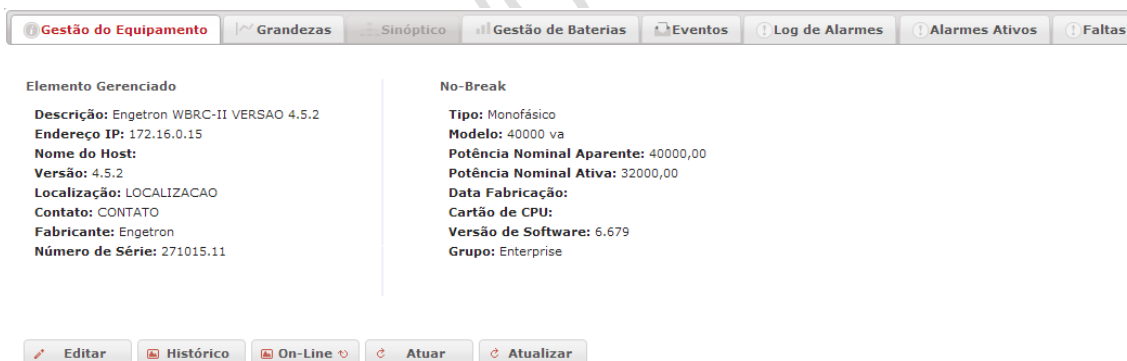 Gestão do Equipamento Grandezas Sinóptico Gestão de Baterias Eventos Log de Alarmes Alarmes Ativos Faltas
Elemento Gerenciado
Descrição: Engetron WBRC-II VERSAO 4.5.2
Endereço IP: 172.16.0.15
Nome do Host:
Versão: 4.5.2
Localização: LOCALIZACAO
Contato: CONTATO
Fabricante: Engetron
Número de Série: 271015.11
No-Break
Tipo: Monofásico
Modelo: 40000 va
Potência Nominal Aparente: 40000,00
Potência Nominal Ativa: 32000,00
Data Fabricação:
Cartão de CPU:
Versão de Software: 6.679
Grupo: Enterprise
Editar Histórico On-Line Atuar Atualizar